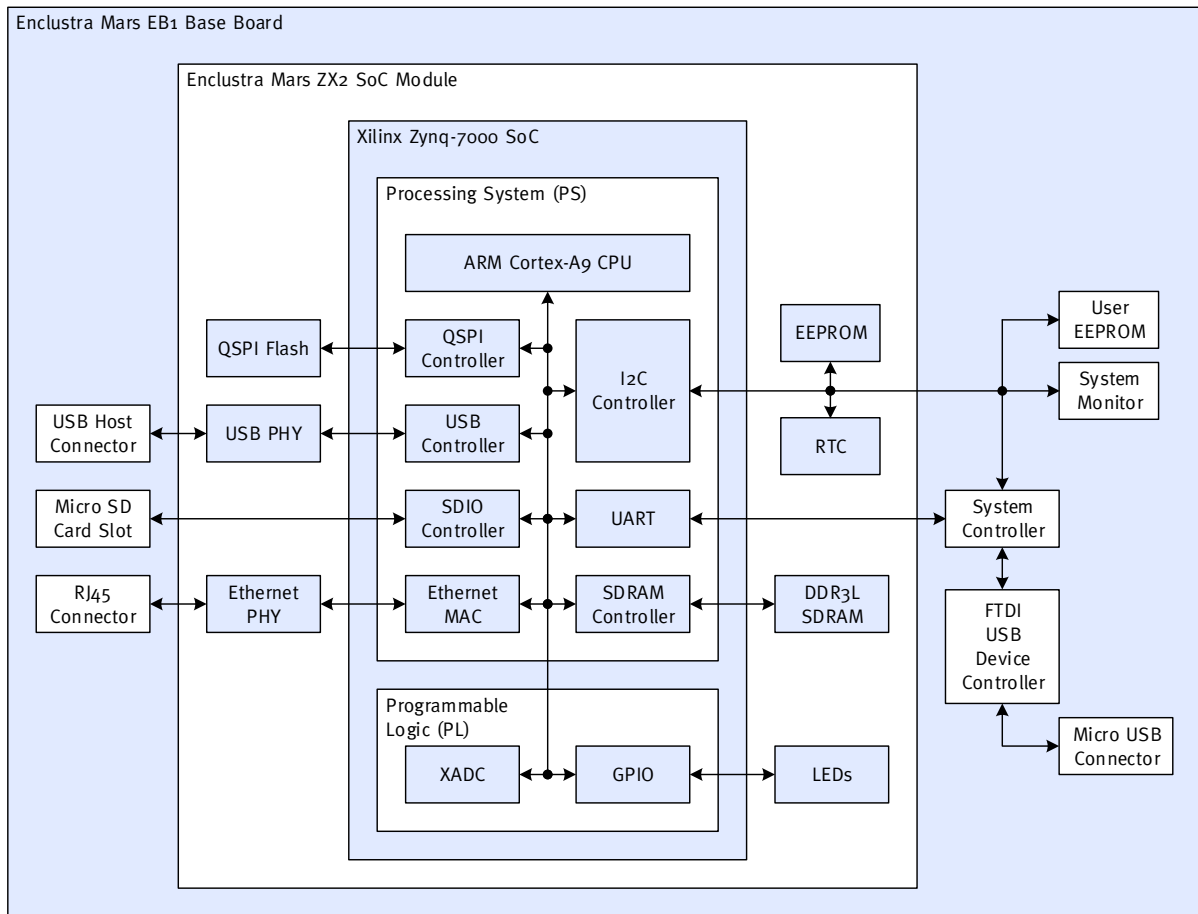 Enclustra Mars EB1 Base Board
Enclustra Mars ZX2 SoC Module
Xilinx Zynq-7000 SoC
Processing System (PS)
ARM Cortex-A9 CPU
QSPI Flash
QSPI
Controller
I2C
Controller
EEPROM
User
EEPROM
System
Monitor
USB Host
Connector
USB PHY
USB
Controller
RTC
Micro SD
Card Slot
SDIO
Controller
UART
System
Controller
RJ45
Connector
Ethernet
PHY
Ethernet
MAC
SDRAM
Controller
DDR3L
SDRAM
FTDI
USB
Device
Controller
Programmable
Logic (PL)
XADC
GPIO
LEDs
Micro USB
Connector